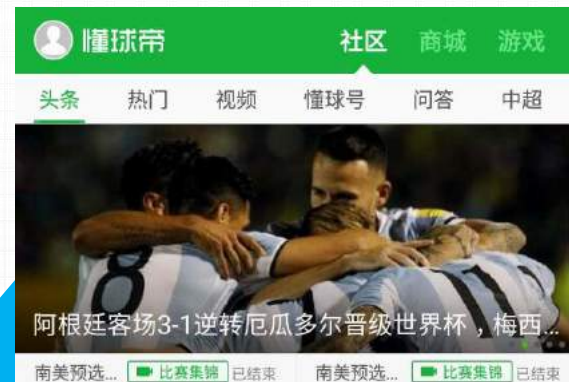 懂球帝 社区 商城 游戏
头条 热门 视频 懂球号 问答 中超
8
11
阿根廷客场3-1逆转厄瓜多尔晋级世界杯，梅西...
南美预选... 比赛集锦 已结束 南美预选... 比赛集锦 已结束